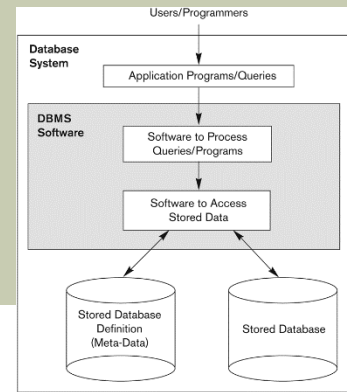 Users/Programmers
Database
System
Application Programs/Queries
DBMS
Software
Software to Process
Queries/Programs
Software to Access
Stored Data
Stored Database
Definition
(Meta-Data)
Stored Database